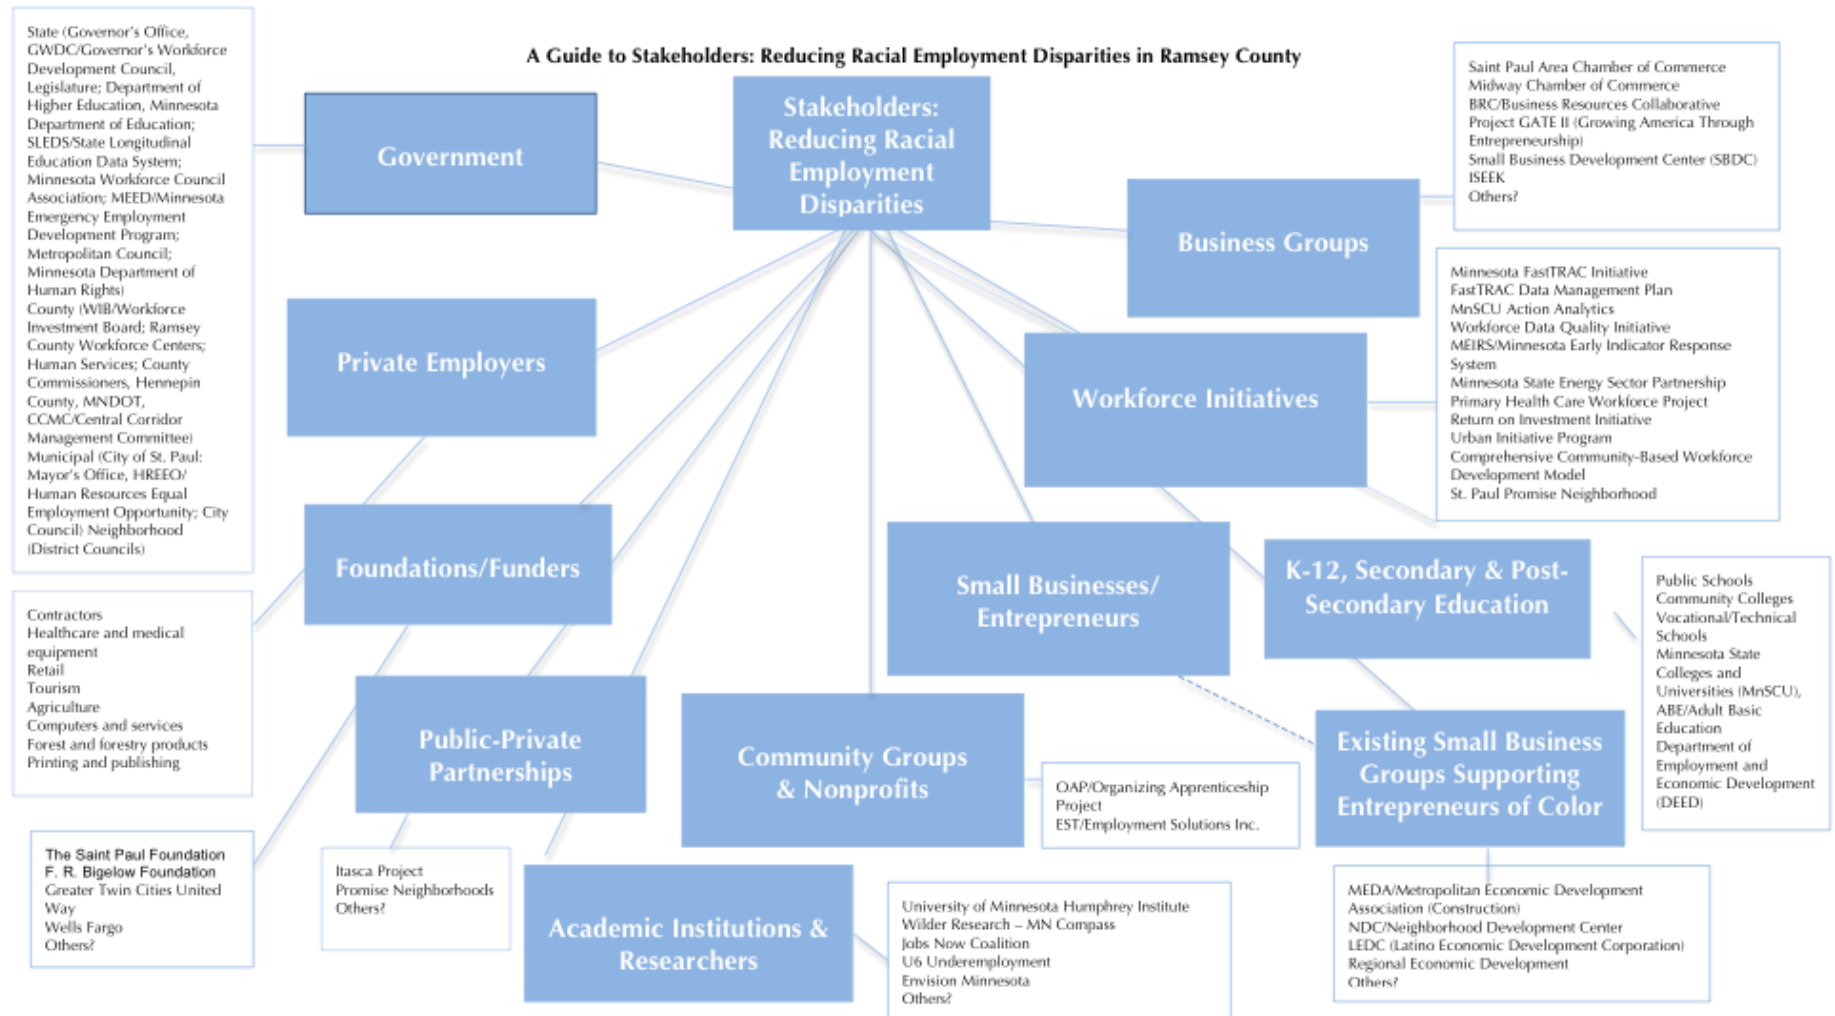 A Guide to Stakeholders: Reducing Racial Employment Disparities in Ramsey County
Stakeholders:
Reducing Racial
Employment
Disparities
Government
State (Governor's Office,
GWDC/Governor's Workforce
Development Council,
Legislature; Department of
Higher Education, Minnesota
Department of Education;
SLEDS/State Longitudinal
Education Data System;
Minnesota Workforce Council
Association; MEED/Minnesota
Emergency Employment
Development Program;
Metropolitan Council;
Minnesota Department of
Human Rights)
County (WIB/Workforce
Investment Board; Ramsey
County Workforce Centers;
Human Services; County
Commissioners, Hennepin
County, MNDOT,
CCMC/Central Corridor
Management Committee)
Municipal (City of St. Paul:
Mayor's Office, HREEO/
Human Resources Equal
Employment Opportunity; City
Council) Neighborhood
(District Councils)
Business Groups
Saint Paul Area Chamber of Commerce
Midway Chamber of Commerce
BRC/Business Resources Collaborative
Project GATE II (Growing America Through
Entrepreneurship)
Small Business Development Center (SBDC)
ISEEK
Others?
Private Employers
Contractors
Healthcare and medical
equipment
Retail
Tourism
Agriculture
Computers and services
Forest and forestry products
Printing and publishing
Workforce Initiatives
Minnesota FastTRAC Initiative
FastTRAC Data Management Plan
MnSCU Action Analytics
Workforce Data Quality Initiative
MEIRS/Minnesota Early Indicator Response
System
Minnesota State Energy Sector Partnership
Primary Health Care Workforce Project
Return on Investment Initiative
Urban Initiative Program
Comprehensive Community-Based Workforce
Development Model
St. Paul Promise Neighborhood
Foundations/Funders
The Saint Paul Foundation
F. R. Bigelow Foundation
Greater Twin Cities United
Way
Wells Fargo
Others?
Small Businesses/
Entrepreneurs
K-12, Secondary & Post-
Secondary Education
Public Schools
Community Colleges
Vocational/Technical
Schools
Minnesota State
Colleges and
Universities (MnSCU),
ABE/Adult Basic
Education
Department of
Employment and
Economic Development
(DEED)
Public-Private
Partnerships
Itasca Project
Promise Neighborhoods
Others?
Community Groups
& Nonprofits
OAP/Organizing Apprenticeship
Project
EST/Employment Solutions Inc.
Existing Small Business
Groups Supporting
Entrepreneurs of Color
MEDA/Metropolitan Economic Development
Association (Construction)
NDC/Neighborhood Development Center
LEDC (Latino Economic Development Corporation)
Regional Economic Development
Others?
Academic Institutions &
Researchers
University of Minnesota Humphrey Institute
Wilder Research – MN Compass
Jobs Now Coalition
U6 Underemployment
Envision Minnesota
Others?